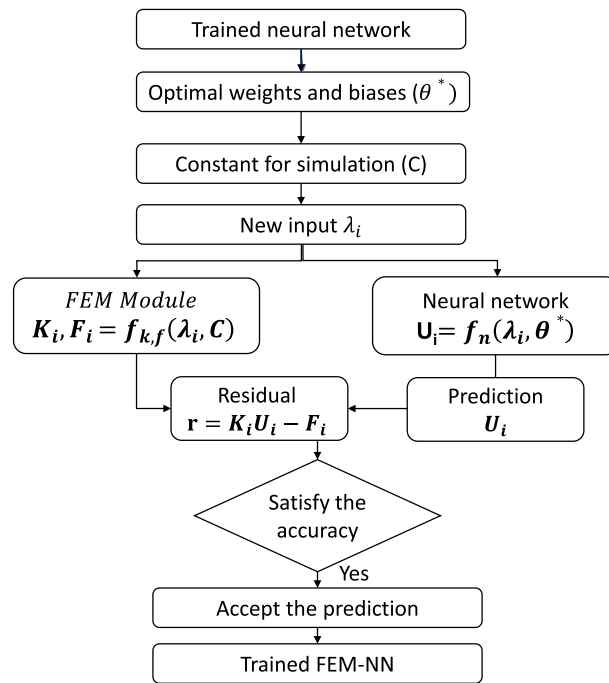 Trained neural network
Optimal weights and biases (θ*)
Constant for simulation (C)
New input λᵢ
FEM Module
Kᵢ, Fᵢ = f_{k,f}(λᵢ, C)
Neural network
Uᵢ= fₙ(λᵢ, θ*)
Residual
r = KᵢUᵢ − Fᵢ
Prediction
Uᵢ
Satisfy the
accuracy
Yes
Accept the prediction
Trained FEM-NN